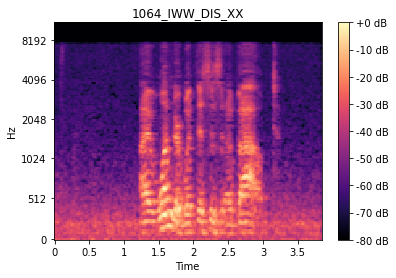 1064_IWW_DIS_XX
+0 dB
8192
-10 dB
4096
-20 dB
-30 dB
2048
-40 dB
Hz
1024
-50 dB
512
-60 dB
-70 dB
0
-80 dB
0 0.5 1 1.5 2 2.5 3 3.5
Time